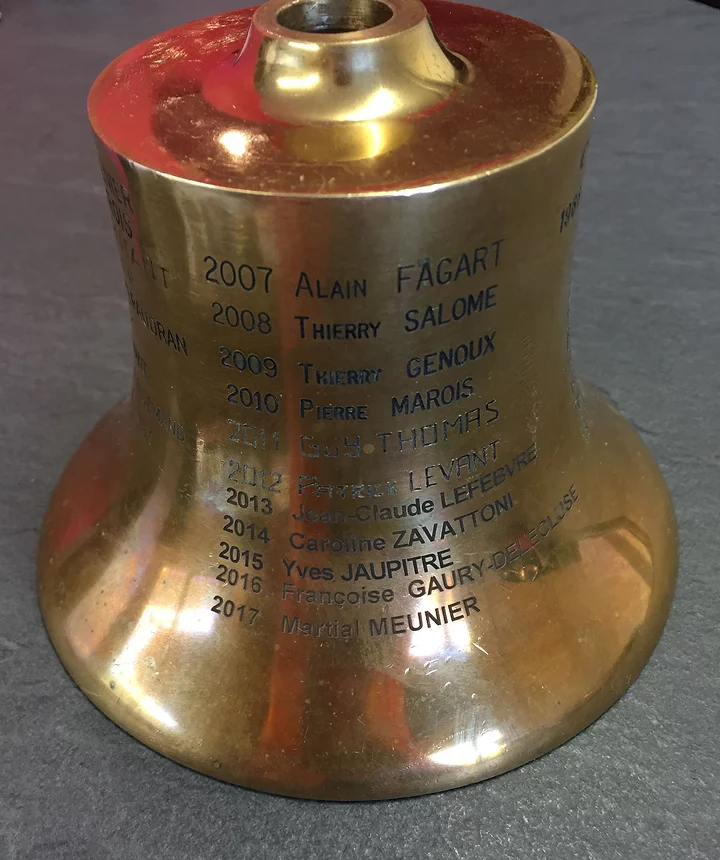 2007 ALAIN FAGART
2008 THIERRY SALOME
2009 THIERRY GENOUX
2010 PIERRE MAROIS
2011 GUY THOMAS
2012 PATRICK LEVANT
2013 Jean-Claude LEFEBVRE
2014 Caroline ZAVATTONI
2015 Yves JAUPITRE
2016 Françoise GAURY-DELECLUSE
2017 Martial MEUNIER